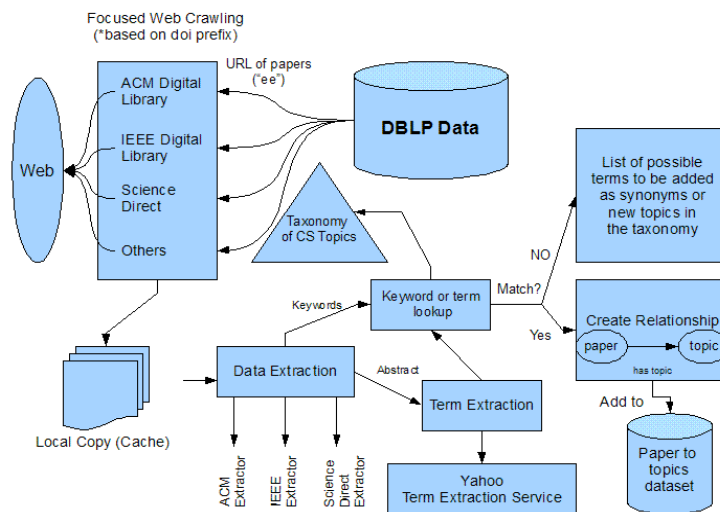 Focused Web Crawling
(*based on doi prefix)
URL of papers
("ee")
ACM Digital
Library
IEEE Digital
Library
Science
Direct
Others
Web
DBLP Data
Taxonomy
of CS Topics
List of possible
terms to be added
as synonyms or
new topics in
the taxonomy
NO
Match?
Yes
Keyword or term
lookup
Keywords
Create Relationship
paper
topic
has topic
Data Extraction
Abstract
Term Extraction
Add to
Local Copy (Cache)
ACM
Extractor
IEEE
Extractor
Science
Direct
Extractor
Yahoo
Term Extraction Service
Paper to
topics
dataset